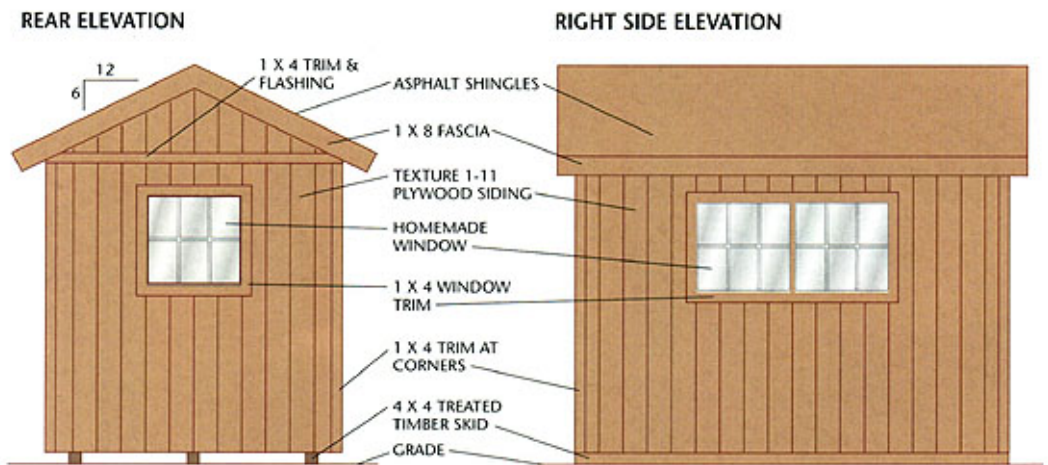 REAR ELEVATION
RIGHT SIDE ELEVATION
12
6
1 X 4 TRIM &
FLASHING
ASPHALT SHINGLES
1 X 8 FASCIA
TEXTURE 1-11
PLYWOOD SIDING
HOMEMADE
WINDOW
1 X 4 WINDOW
TRIM
1 X 4 TRIM AT
CORNERS
4 X 4 TREATED
TIMBER SKID
GRADE